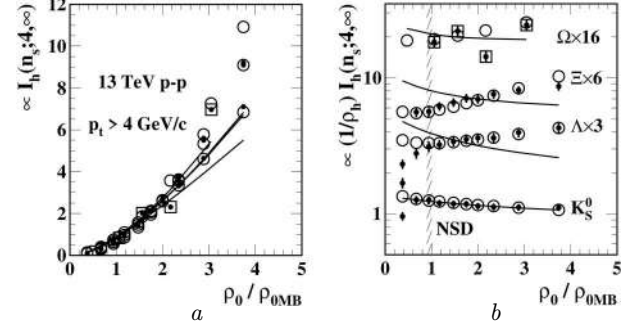 ∝ I_h(n_s;4,∞)
12
10
8
6
4
2
0
13 TeV p-p
p_t > 4 GeV/c
0 1 2 3 4 5
ρ_0 / ρ_0MB
a
∝ (1/ρ_h) I_h(n_s;4,∞)
10
1
Ω×16
Ξ×6
Λ×3
K_S^0
NSD
0 1 2 3 4 5
ρ_0 / ρ_0MB
b